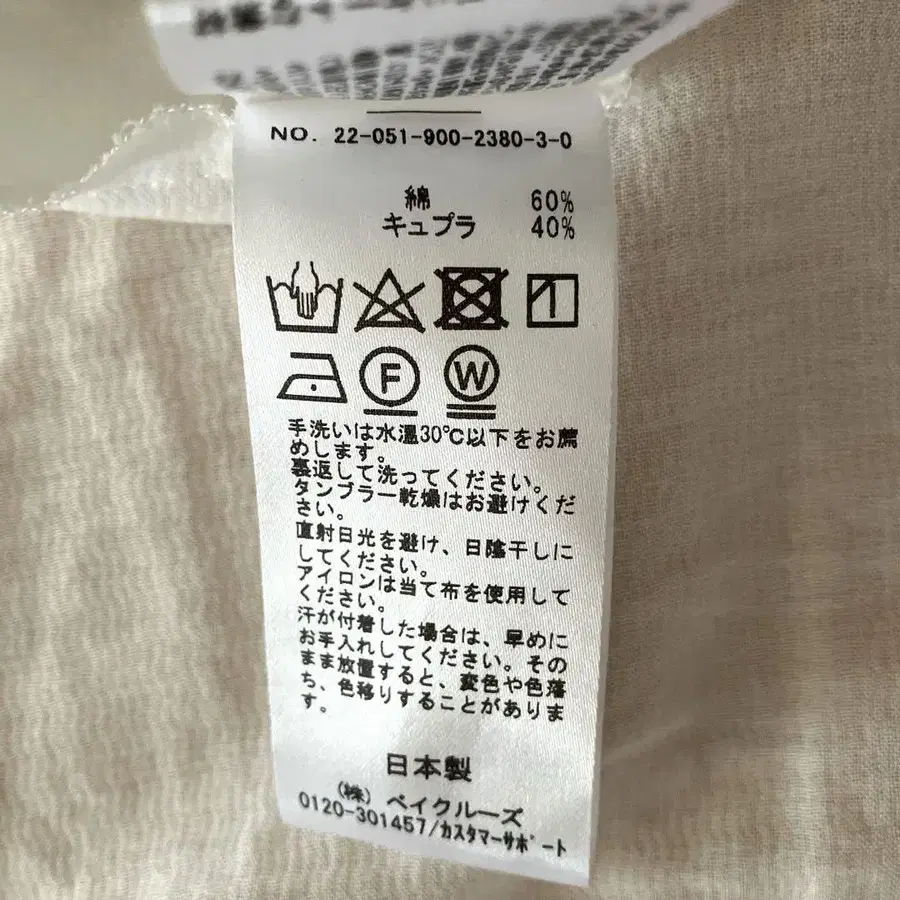 NO. 22-051-900-2380-3-0
綿 60%
キュプラ 40%
F W
手洗いは水温30℃以下をお薦
めします。
裏返して洗ってください。
タンブラー乾燥はお避けくだ
さい。
直射日光を避け、日陰干しに
してください。
アイロンは当て布を使用して
ください。
汗が付着した場合は、早めに
お手入れしてください。その
まま放置すると、変色や色落
ち、色移りすることがありま
す。
日本製
(株) ベイクルーズ
0120-301457/カスタマーサポート